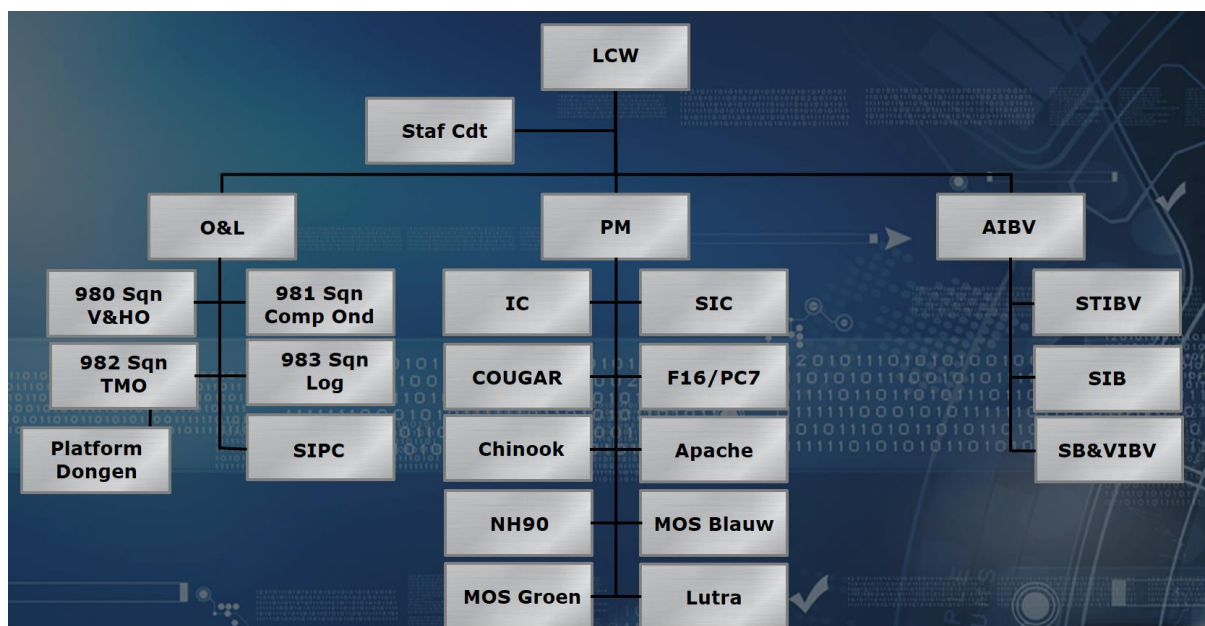 LCW
Staf Cdt
O&L
PM
AIBV
980 Sqn
V&HO
981 Sqn
Comp Ond
982 Sqn
TMO
983 Sqn
Log
Platform
Dongen
SIPC
IC
SIC
COUGAR
F16/PC7
Chinook
Apache
NH90
MOS Blauw
MOS Groen
Lutra
STIBV
SIB
SB&VIBV